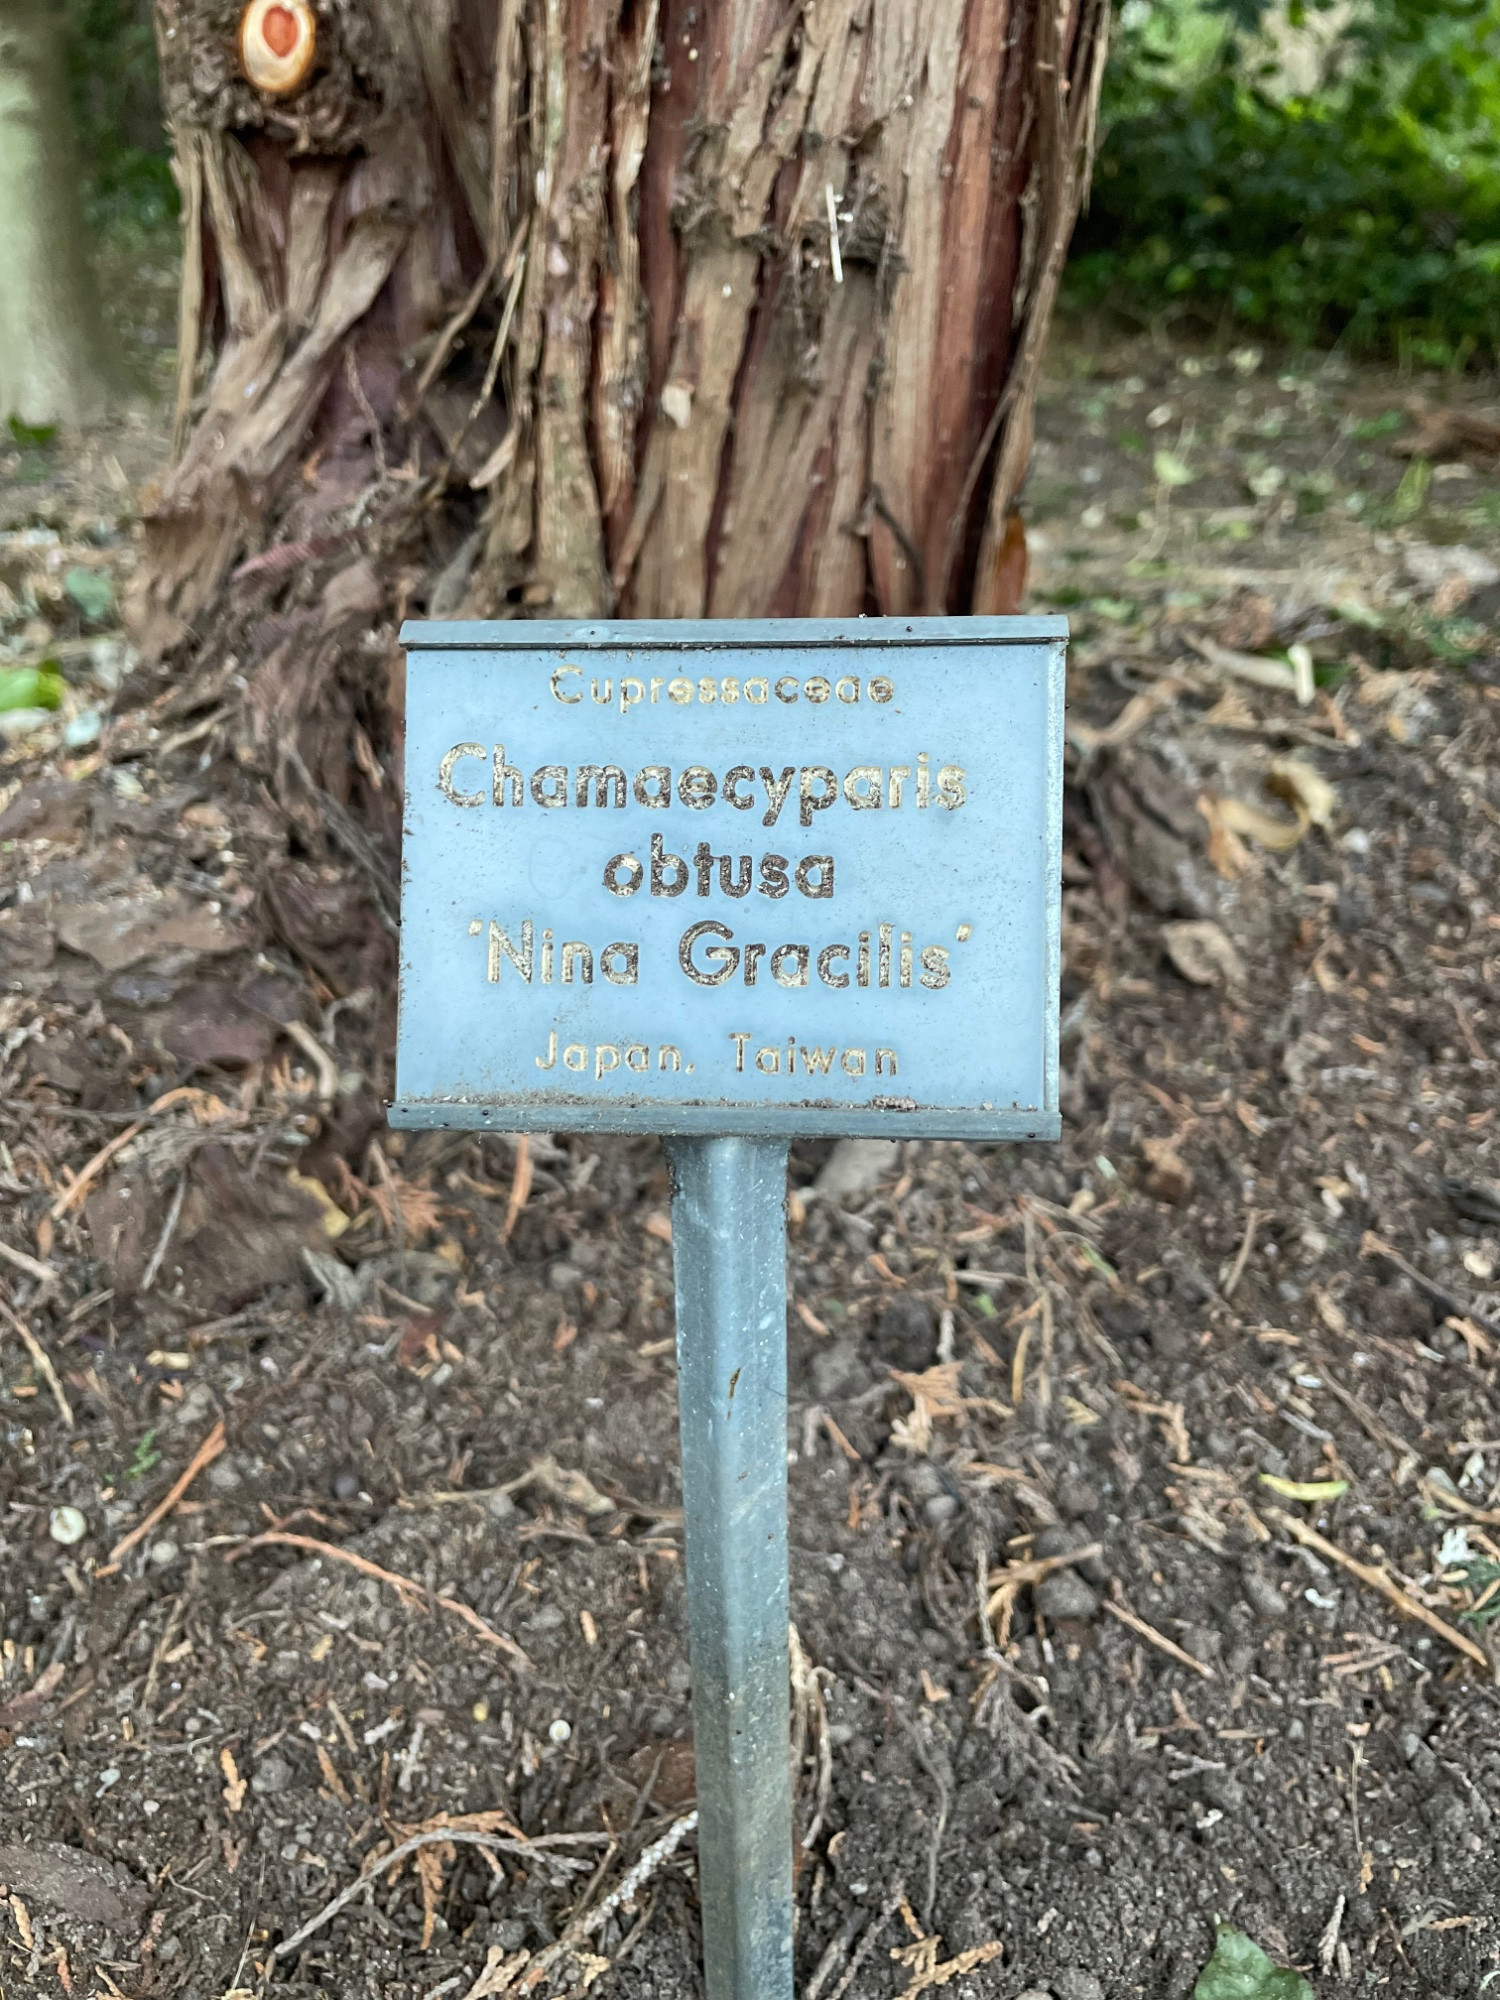 Cupressaceae
Chamaecyparis
obtusa
'Nina Gracilis'
Japan, Taiwan